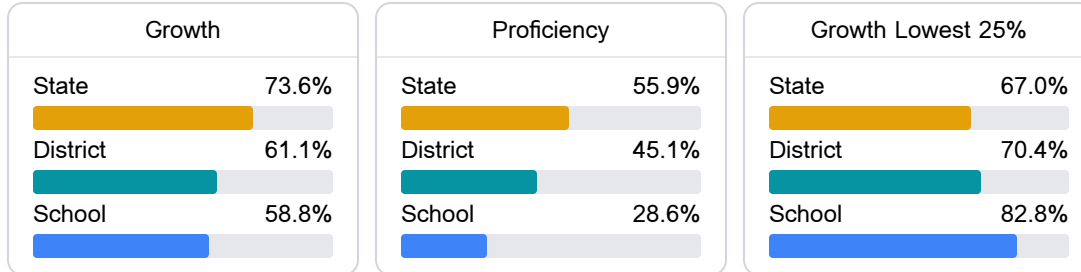 Growth
State 73.6%
District 61.1%
School 58.8%
Proficiency
State 55.9%
District 45.1%
School 28.6%
Growth Lowest 25%
State 67.0%
District 70.4%
School 82.8%